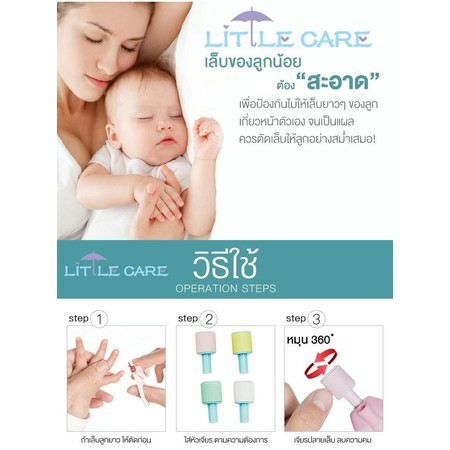 LiTTLE CARE
เล็บของลูกน้อย
ต้อง "สะอาด"
เพื่อป้องกันไม่ให้เล็บยาวๆ ของลูก
เกี่ยวหน้าตัวเอง จนเป็นแผล
ควรตัดเล็บให้ลูกอย่างสม่ำเสมอ!
LiTTLE CARE
วิธีใช้
OPERATION STEPS
step 1
step 2
step 3
หมุน 360°
ถ้าเล็บลูกยาว ให้ตัดก่อน
ใส่หัวเจียร ตามความต้องการ
เจียรปลายเล็บ ลบความคม